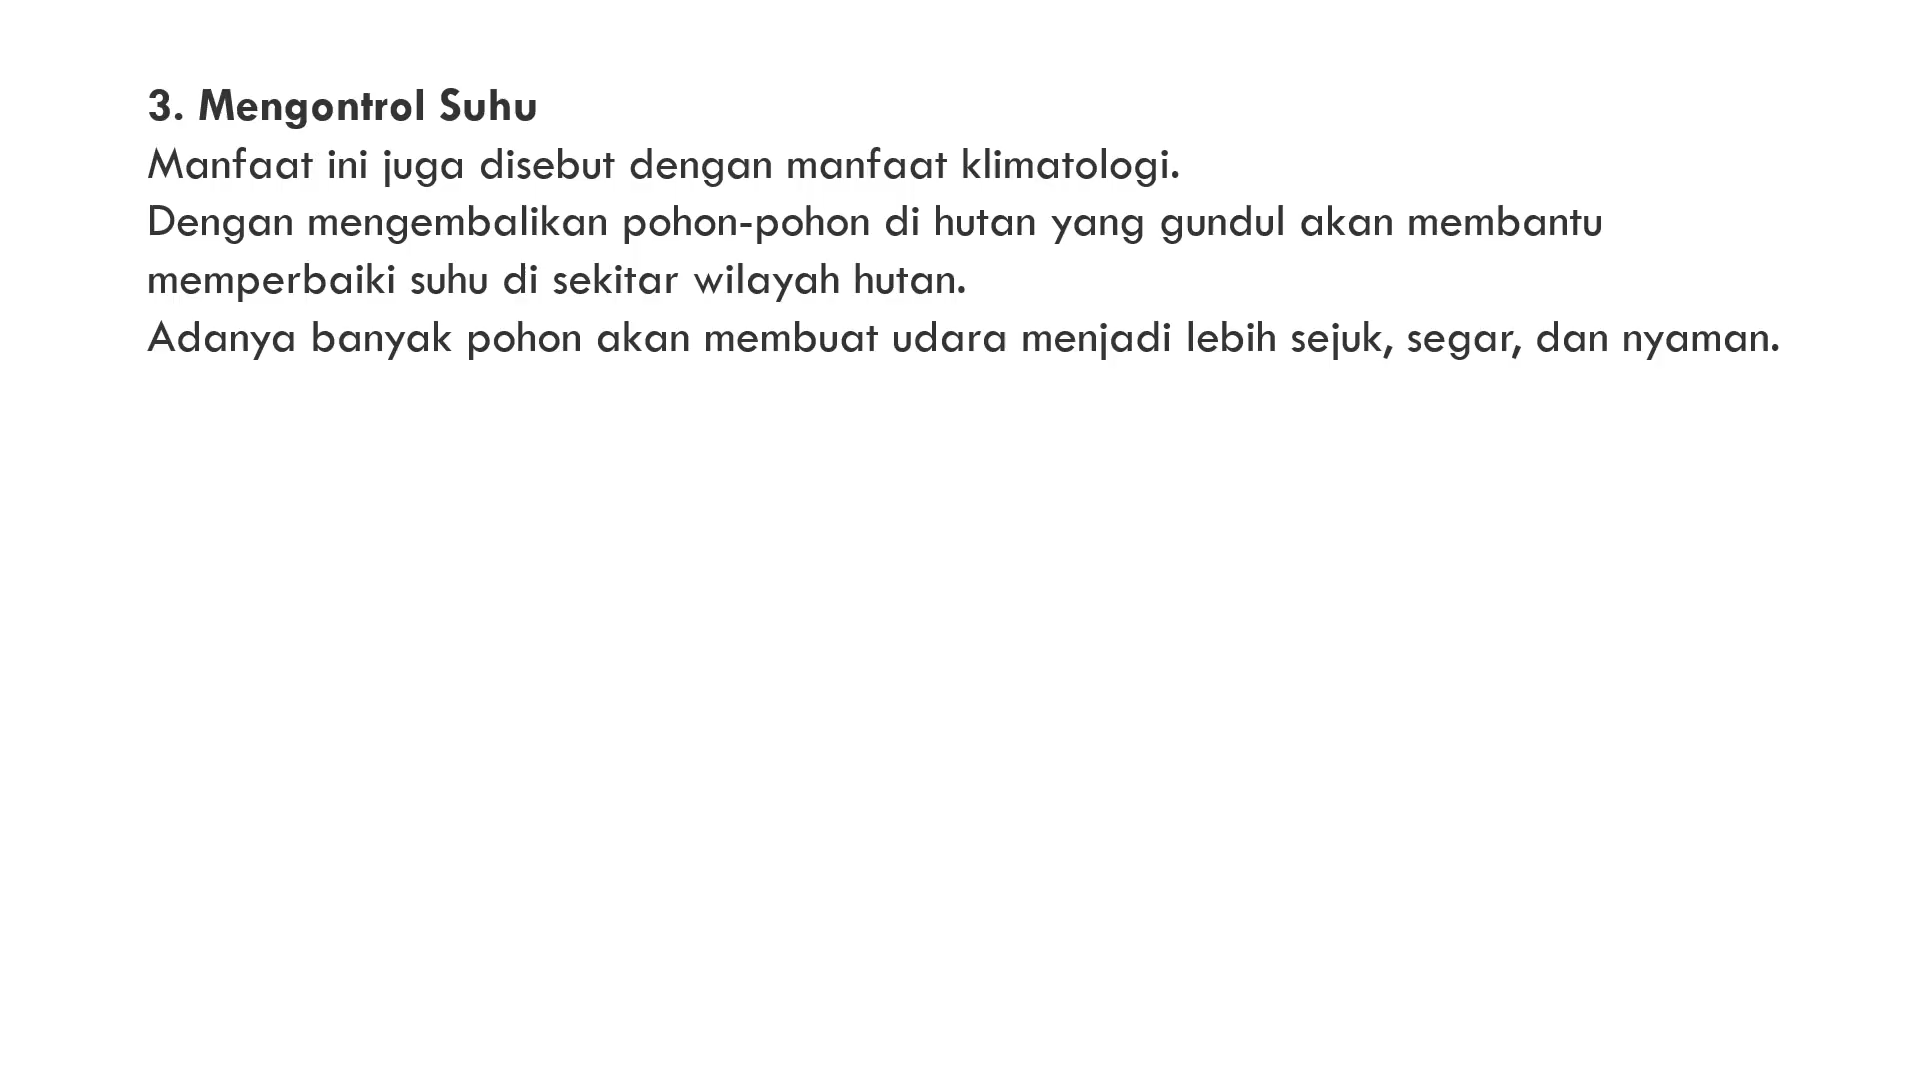 3. Mengontrol Suhu
Manfaat ini juga disebut dengan manfaat klimatologi.
Dengan mengembalikan pohon-pohon di hutan yang gundul akan membantu
memperbaiki suhu di sekitar wilayah hutan.
Adanya banyak pohon akan membuat udara menjadi lebih sejuk, segar, dan nyaman.